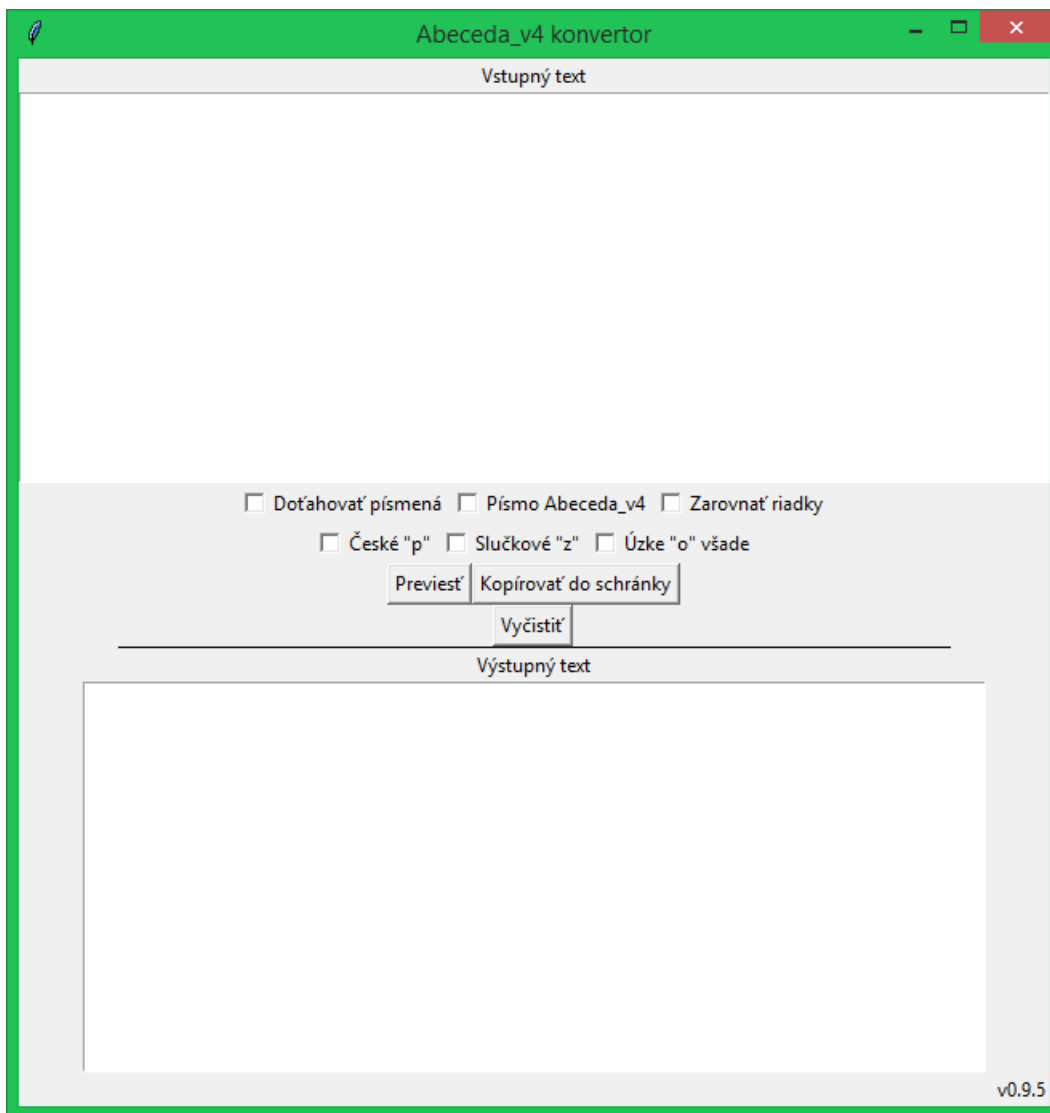 Abeceda_v4 konvertor
Vstupný text
Doťahovať písmená Písmo Abeceda_v4 Zarovnať riadky
České "p" Slučkové "z" Úzke "o" všade
Previesť Kopírovať do schránky
Vyčistiť
Výstupný text
v0.9.5